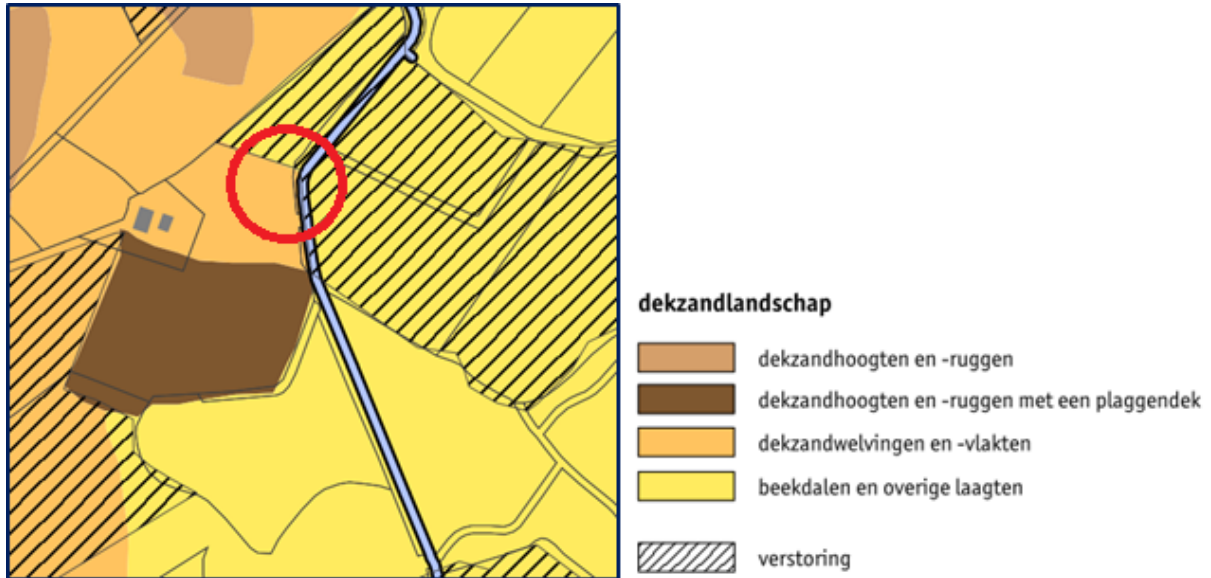 dekzandlandschap
dekzandhoogten en -ruggen
dekzandhoogten en -ruggen met een plaggendek
dekzandwelvingen en -vlakten
beekdalen en overige laagten
verstoring